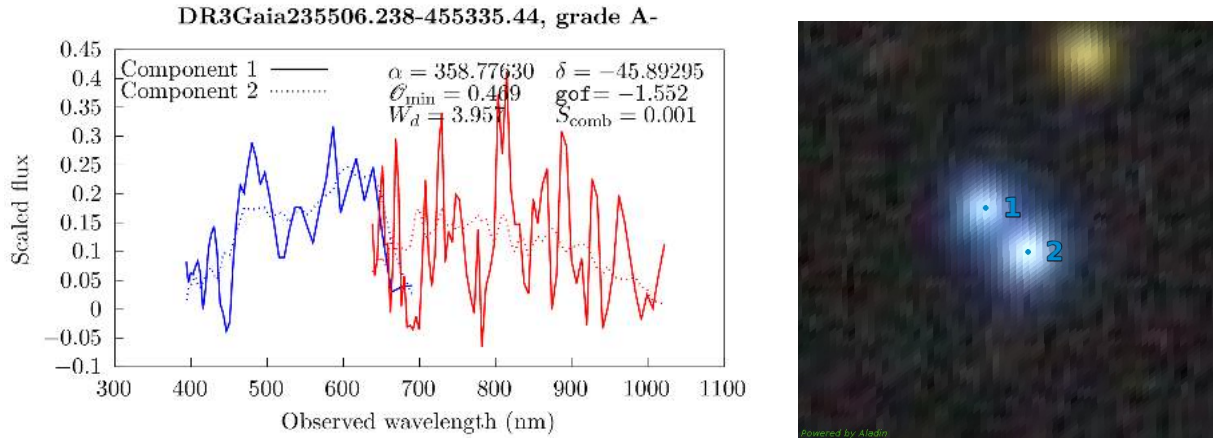 DR3Gaia235506.238-455335.44, grade A-
Component 1
Component 2
α = 358.77630 δ = −45.89295
𝒪min = 0.469 gof= −1.552
Wd = 3.957 Scomb = 0.001
Scaled flux
0.45
0.4
0.35
0.3
0.25
0.2
0.15
0.1
0.05
0
−0.05
−0.1
300 400 500 600 700 800 900 1000 1100
Observed wavelength (nm)
1
2
Powered by Aladin